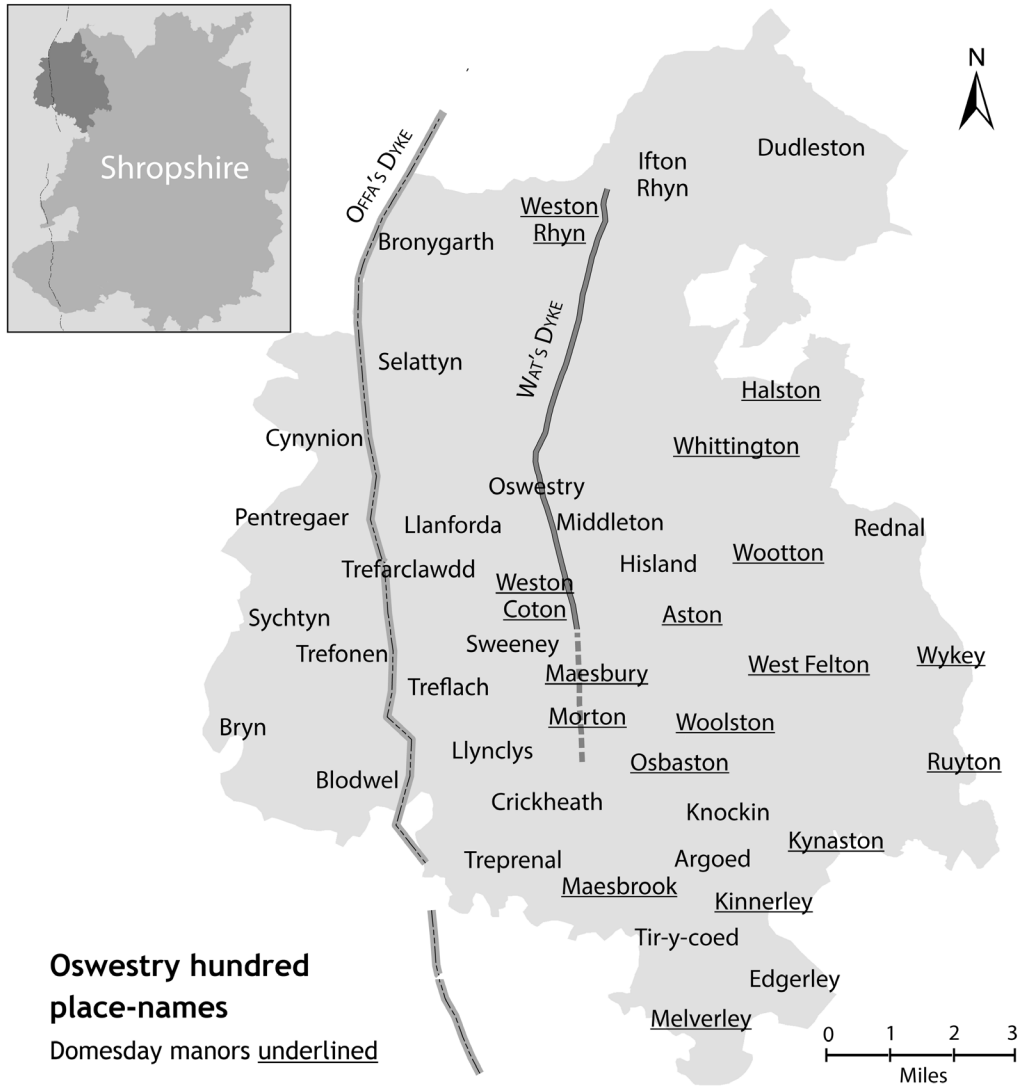 Shropshire
N
OFFA'S DYKE
Ifton
Rhyn
Dudleston
Weston
Rhyn
Bronygarth
WAT'S DYKE
Selattyn
Halston
Cynynion
Whittington
Oswestry
Pentregaer
Llanforda
Middleton
Rednal
Hisland
Wootton
Trefarclawdd
Weston
Coton
Sychtyn
Aston
Sweeney
Trefonen
West Felton
Wykey
Maesbury
Treflach
Morton
Woolston
Bryn
Llynclys
Osbaston
Ruyton
Blodwel
Crickheath
Knockin
Kynaston
Treprenal
Argoed
Maesbrook
Kinnerley
Tir-y-coed
Edgerley
Melverley
Oswestry hundred
place-names
Domesday manors underlined
0 1 2 3
Miles